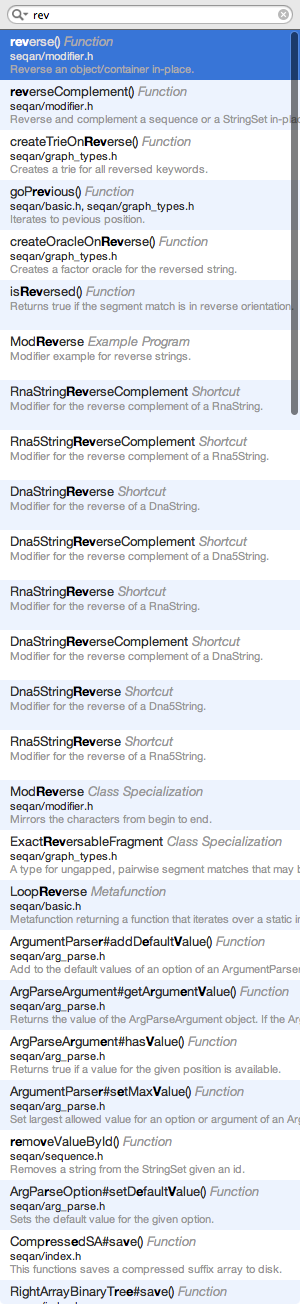 rev
reverse() Function
seqan/modifier.h
Reverse an object/container in-place.
reverseComplement() Function
seqan/modifier.h
Reverse and complement a sequence or a StringSet in-pla
createTrieOnReverse() Function
seqan/graph_types.h
Creates a trie for all reversed keywords.
goPrevious() Function
seqan/basic.h, seqan/graph_types.h
Iterates to pevious position.
createOracleOnReverse() Function
seqan/graph_types.h
Creates a factor oracle for the reversed string.
isReversed() Function
Returns true if the segment match is in reverse orientation.
ModReverse Example Program
Modifier example for reverse strings.
RnaStringReverseComplement Shortcut
Modifier for the reverse complement of a RnaString.
Rna5StringReverseComplement Shortcut
Modifier for the reverse complement of a Rna5String.
DnaStringReverse Shortcut
Modifier for the reverse of a DnaString.
Dna5StringReverseComplement Shortcut
Modifier for the reverse complement of a Dna5String.
RnaStringReverse Shortcut
Modifier for the reverse of a RnaString.
DnaStringReverseComplement Shortcut
Modifier for the reverse complement of a DnaString.
Dna5StringReverse Shortcut
Modifier for the reverse of a Dna5String.
Rna5StringReverse Shortcut
Modifier for the reverse of a Rna5String.
ModReverse Class Specialization
seqan/modifier.h
Mirrors the characters from begin to end.
ExactReversableFragment Class Specialization
seqan/graph_types.h
A type for ungapped, pairwise segment matches that may b
LoopReverse Metafunction
seqan/basic.h
Metafunction returning a function that iterates over a static in
ArgumentParser#addDefaultValue() Function
seqan/arg_parse.h
Add to the default values of an option of an ArgumentParser
ArgParseArgument#getArgumentValue() Function
seqan/arg_parse.h
Returns the value of the ArgParseArgument object. If the Ar
ArgParseArgument#hasValue() Function
seqan/arg_parse.h
Returns true if a value for the given position is available.
ArgumentParser#setMaxValue() Function
seqan/arg_parse.h
Set largest allowed value for an option or argument of an Arg
removeValueById() Function
seqan/sequence.h
Removes a string from the StringSet given an id.
ArgParseOption#setDefaultValue() Function
seqan/arg_parse.h
Sets the default value for the given option.
CompressedSA#save() Function
seqan/index.h
This functions saves a compressed suffix array to disk.
RightArrayBinaryTree#save() Function